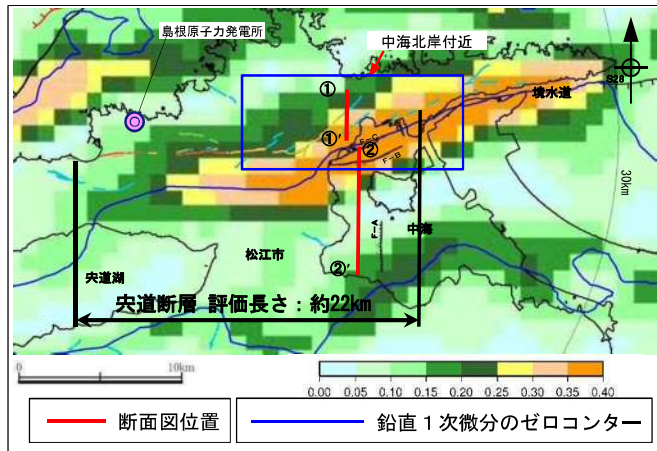 島根原子力発電所
中海北岸付近
①
境水道
S28
①'
F-C
②
F-B
30km
F-A
中海
松江市
②'
宍道湖
宍道断層 評価長さ：約22km
0
10km
0.00 0.05 0.10 0.15 0.20 0.25 0.30 0.35 0.40
断面図位置
鉛直１次微分のゼロコンター